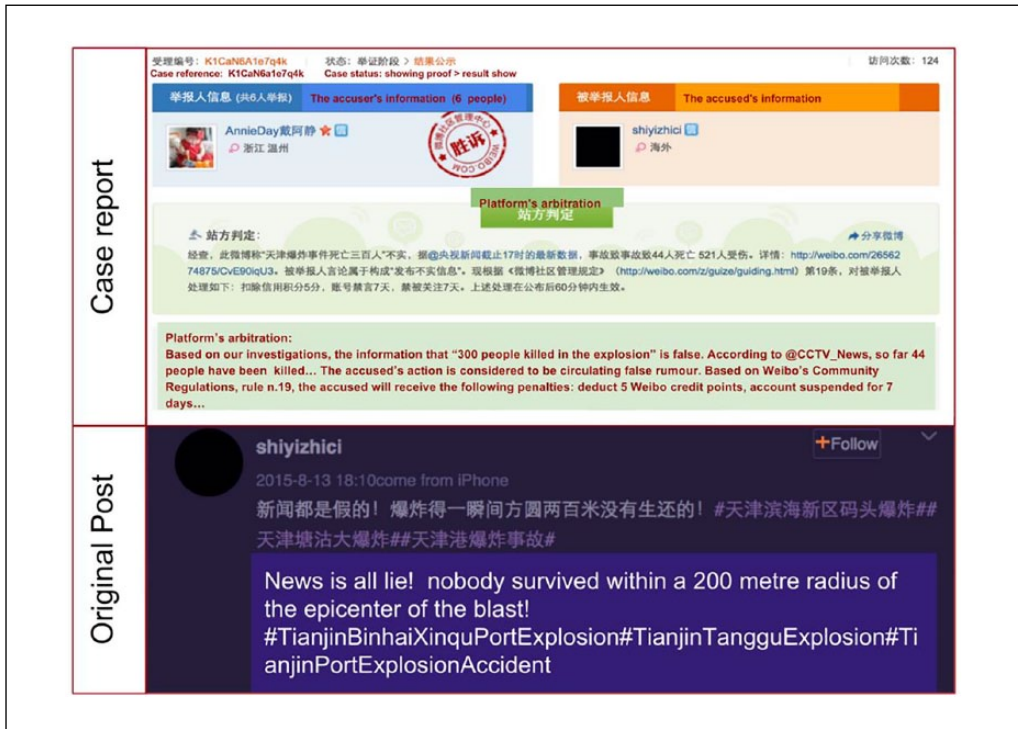 Case report
受理编号：K1CaN6A1e7q4k 状态：举证阶段 > 结果公示 访问次数：124
Case reference: K1CaN6a1e7q4k Case status: showing proof > result show
举报人信息 (共6人举报) The accuser's information (6 people)
被举报人信息 The accused's information
AnnieDay戴阿静
浙江 温州
微博社区管理中心
胜诉
WEIBO.COM
shiyizhici
海外
Platform's arbitration
站方判定
站方判定：
分享微博
经查，此微博称“天津爆炸事件死亡三百人”不实，据@央视新闻截止17时的最新数据，事故致事故致44人死亡 521人受伤。详情：http://weibo.com/26562
74875/CvE90iqU3。被举报人言论属于构成“发布不实信息”。现根据《微博社区管理规定》（http://weibo.com/z/guize/guiding.html）第19条，对被举报人
处理如下：扣除信用积分5分，账号禁言7天，禁被关注7天。上述处理在公布后60分钟内生效。
Platform's arbitration:
Based on our investigations, the information that “300 people killed in the explosion” is false. According to @CCTV_News, so far 44
people have been killed... The accused's action is considered to be circulating false rumour. Based on Weibo's Community
Regulations, rule n.19, the accused will receive the following penalties: deduct 5 Weibo credit points, account suspended for 7
days...
Original Post
shiyizhici
+Follow
2015-8-13 18:10come from iPhone
新闻都是假的！爆炸得一瞬间方圆两百米没有生还的！#天津滨海新区码头爆炸##
天津塘沽大爆炸##天津港爆炸事故#
News is all lie! nobody survived within a 200 metre radius of
the epicenter of the blast!
#TianjinBinhaiXinquPortExplosion#TianjinTangguExplosion#Ti
anjinPortExplosionAccident